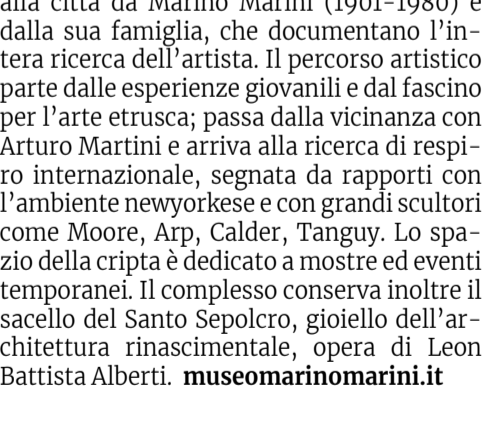 alla città da Marino Marini (1901-1980) e
dalla sua famiglia, che documentano l'in-
tera ricerca dell'artista. Il percorso artistico
parte dalle esperienze giovanili e dal fascino
per l'arte etrusca; passa dalla vicinanza con
Arturo Martini e arriva alla ricerca di respi-
ro internazionale, segnata da rapporti con
l'ambiente newyorkese e con grandi scultori
come Moore, Arp, Calder, Tanguy. Lo spa-
zio della cripta è dedicato a mostre ed eventi
temporanei. Il complesso conserva inoltre il
sacello del Santo Sepolcro, gioiello dell'ar-
chitettura rinascimentale, opera di Leon
Battista Alberti. museomarinomarini.it